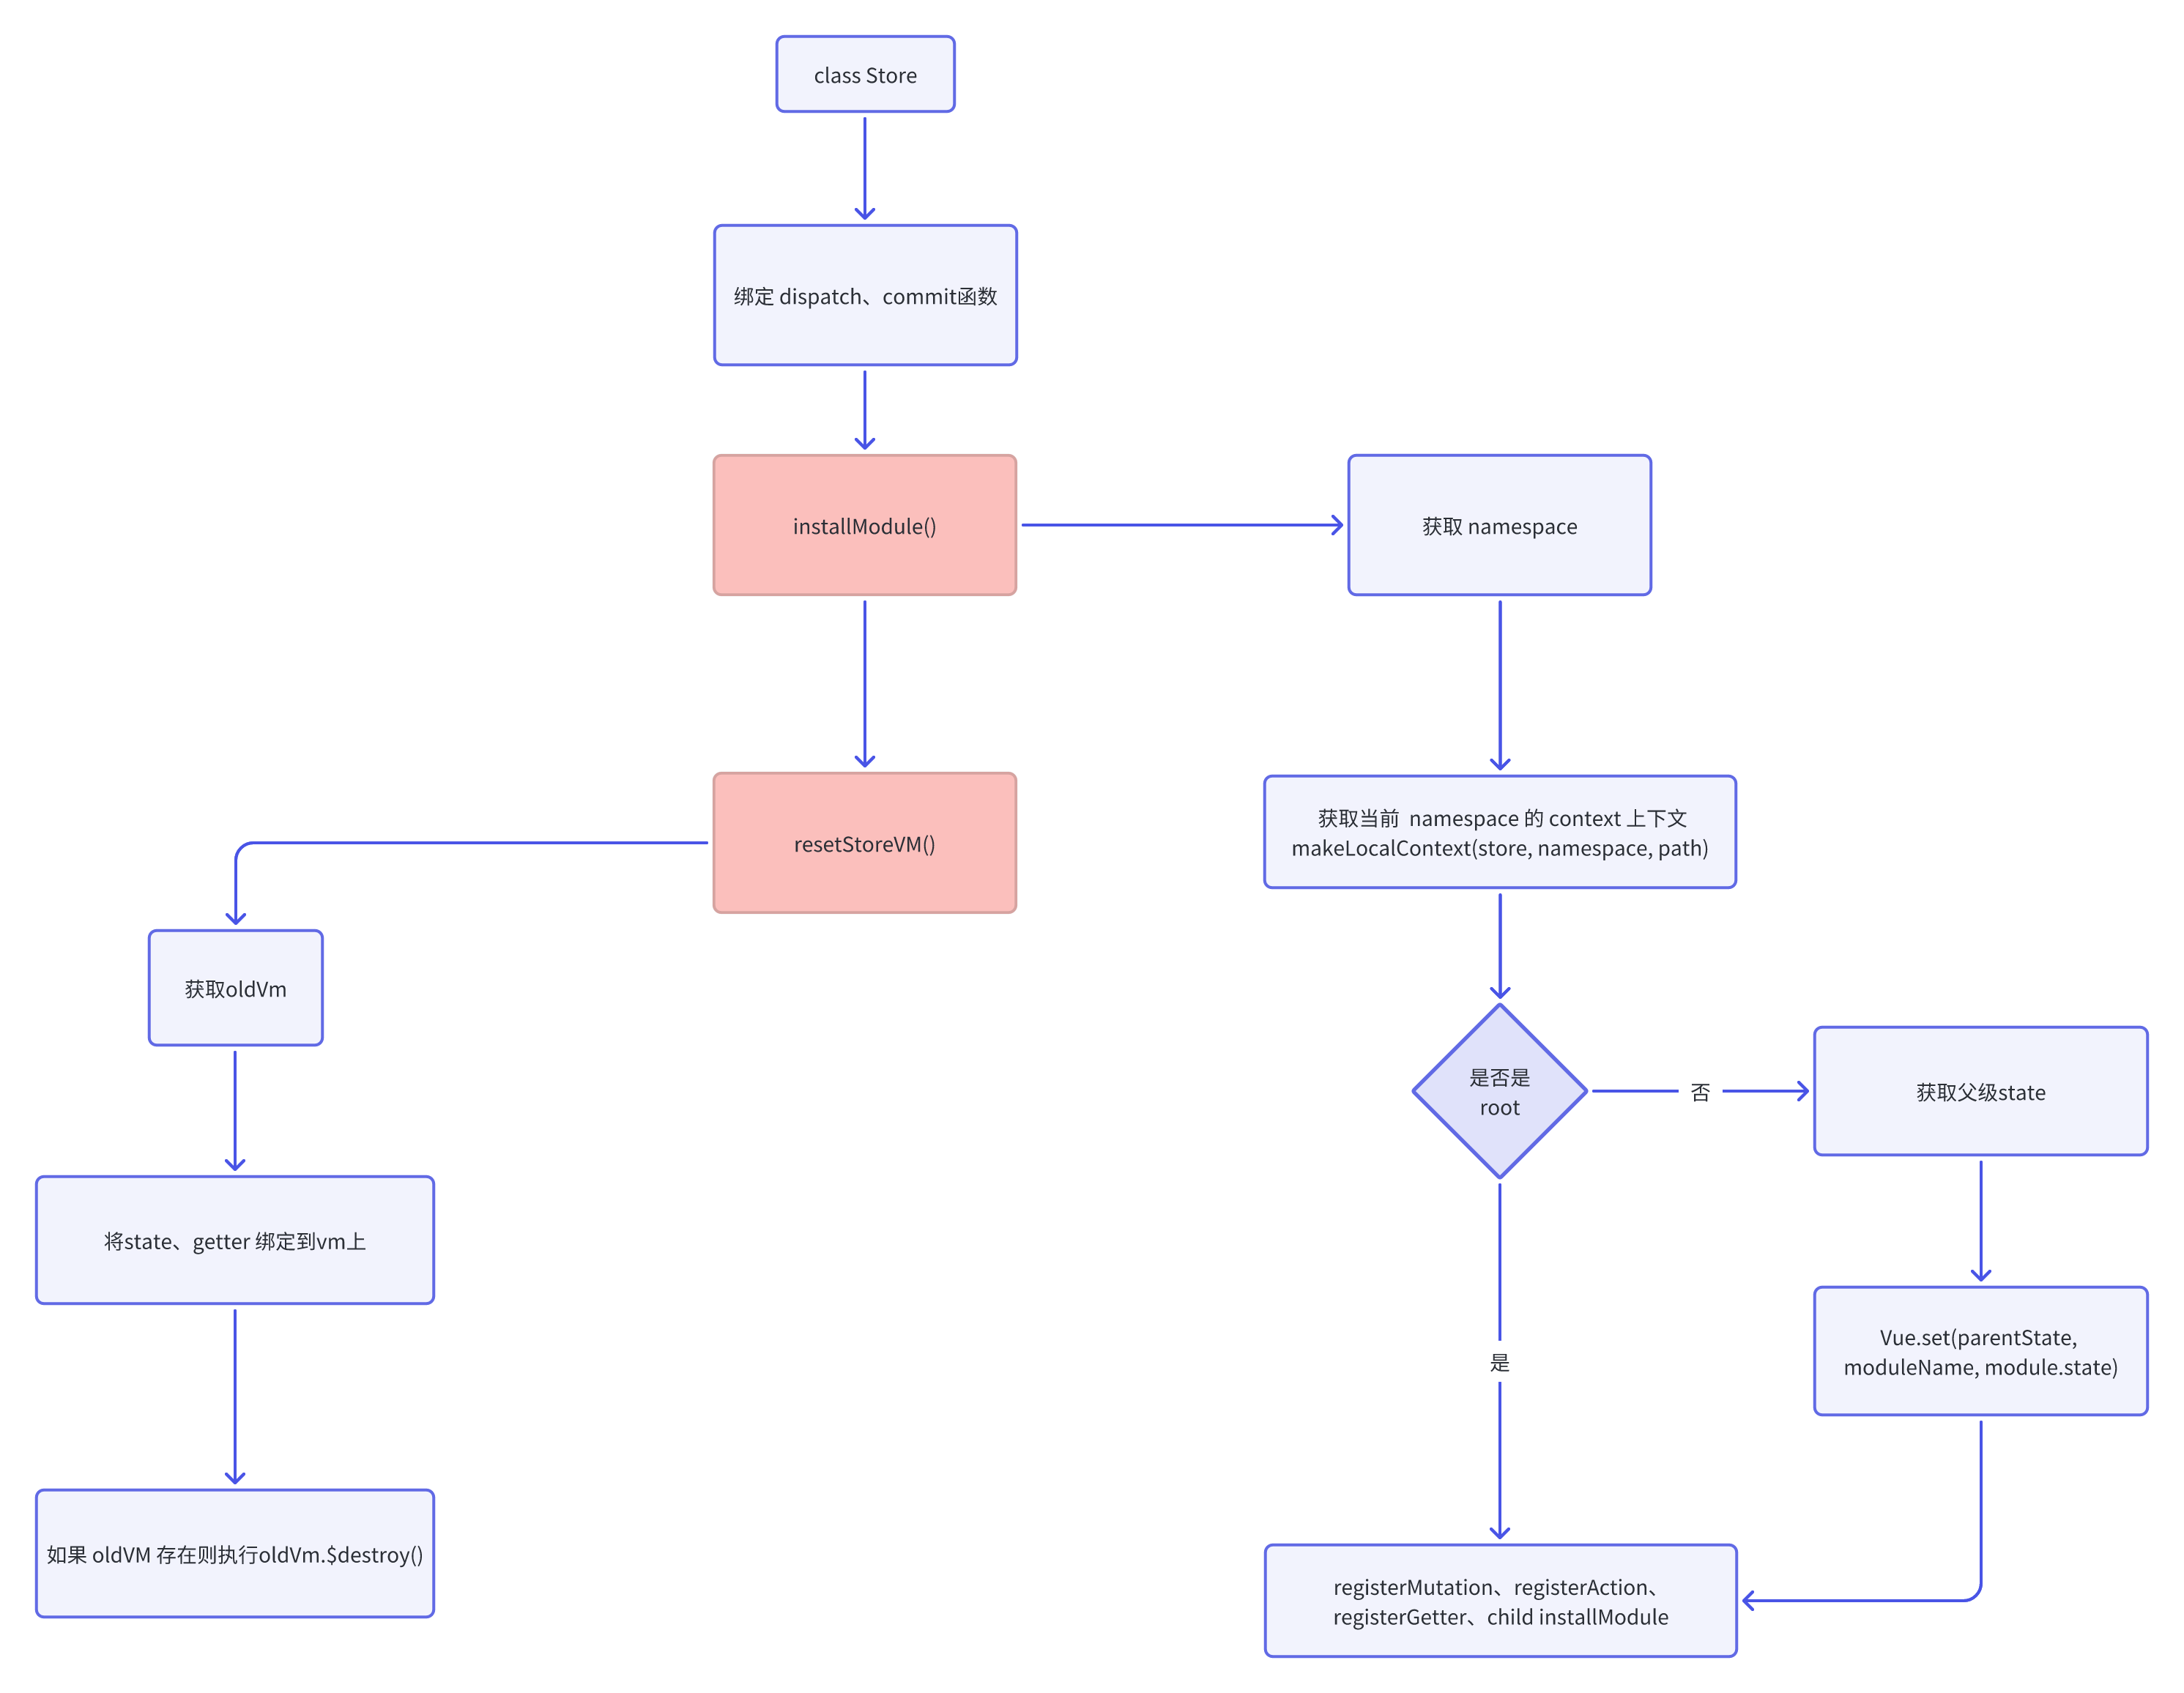 class Store
绑定 dispatch、commit函数
installModule()
获取 namespace
resetStoreVM()
获取当前 namespace 的 context 上下文
makeLocalContext(store, namespace, path)
获取oldVm
是否是
root
否
获取父级state
将state、getter 绑定到vm上
Vue.set(parentState,
moduleName, module.state)
是
如果 oldVM 存在则执行oldVm.$destroy()
registerMutation、registerAction、
registerGetter、child installModule